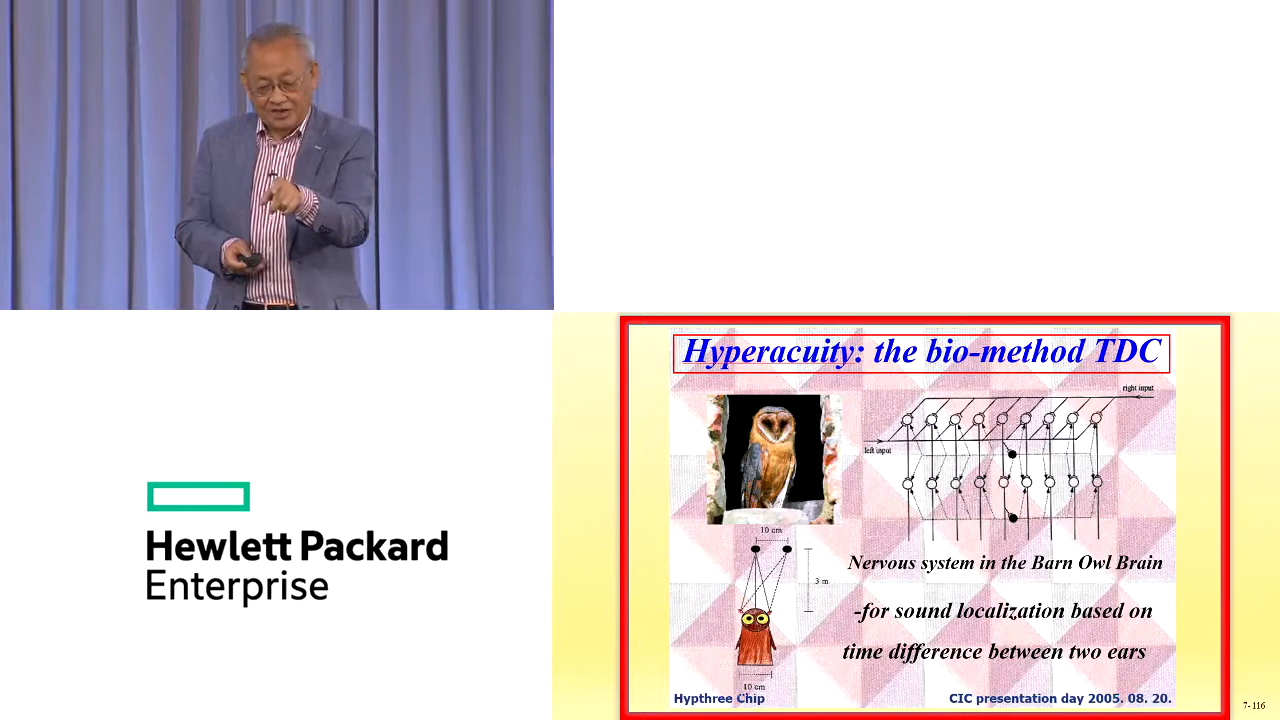 Hewlett Packard
Enterprise
Hyperacuity: the bio-method TDC
right input
left input
10 cm
3 m
10 cm
Nervous system in the Barn Owl Brain
-for sound localization based on
time difference between two ears
Hypthree Chip
CIC presentation day 2005. 08. 20.
7-116